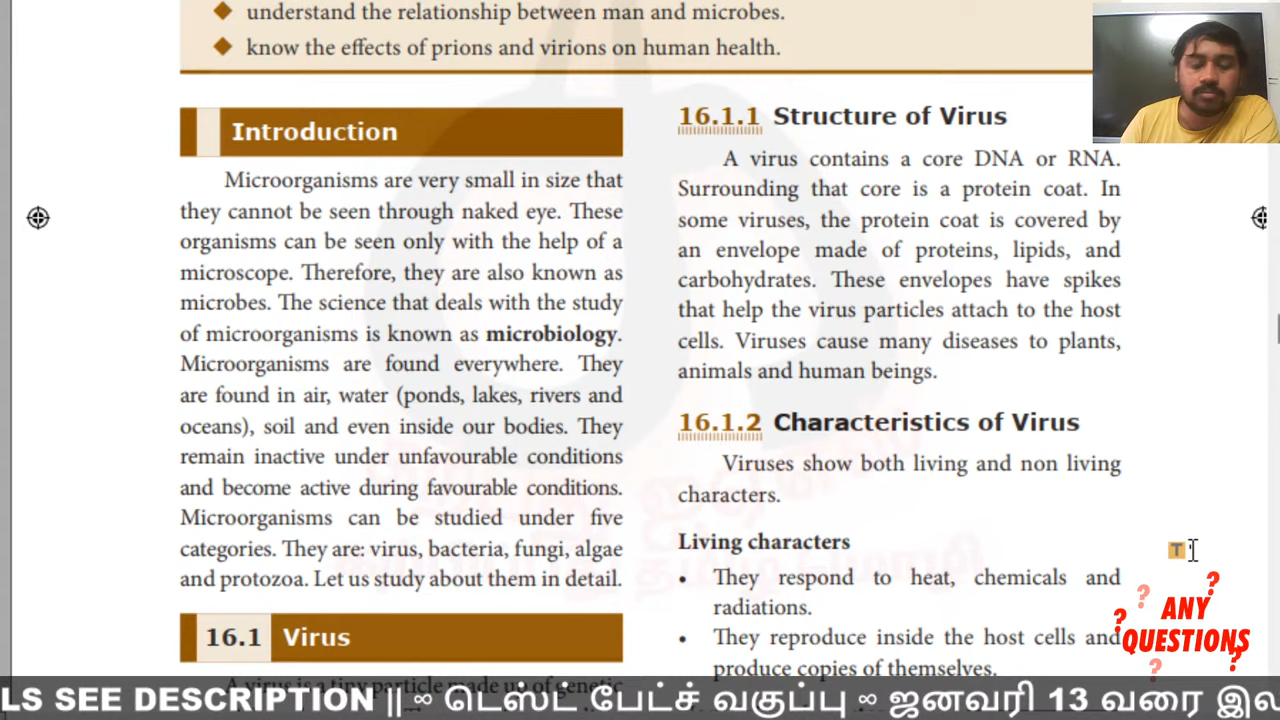 ◆ understand the relationship between man and microbes.
◆ know the effects of prions and virions on human health.
Introduction
Microorganisms are very small in size that
they cannot be seen through naked eye. These
organisms can be seen only with the help of a
microscope. Therefore, they are also known as
microbes. The science that deals with the study
of microorganisms is known as microbiology.
Microorganisms are found everywhere. They
are found in air, water (ponds, lakes, rivers and
oceans), soil and even inside our bodies. They
remain inactive under unfavourable conditions
and become active during favourable conditions.
Microorganisms can be studied under five
categories. They are: virus, bacteria, fungi, algae
and protozoa. Let us study about them in detail.
16.1 Virus
A virus is a tiny particle made up of genetic
16.1.1 Structure of Virus
A virus contains a core DNA or RNA.
Surrounding that core is a protein coat. In
some viruses, the protein coat is covered by
an envelope made of proteins, lipids, and
carbohydrates. These envelopes have spikes
that help the virus particles attach to the host
cells. Viruses cause many diseases to plants,
animals and human beings.
16.1.2 Characteristics of Virus
Viruses show both living and non living
characters.
Living characters
• They respond to heat, chemicals and
radiations.
• They reproduce inside the host cells and
produce copies of themselves.
T
? ANY
QUESTIONS ?
LS SEE DESCRIPTION || ∞ டெஸ்ட் பேட்ச் வகுப்பு ∞ ஜனவரி 13 வரை இல